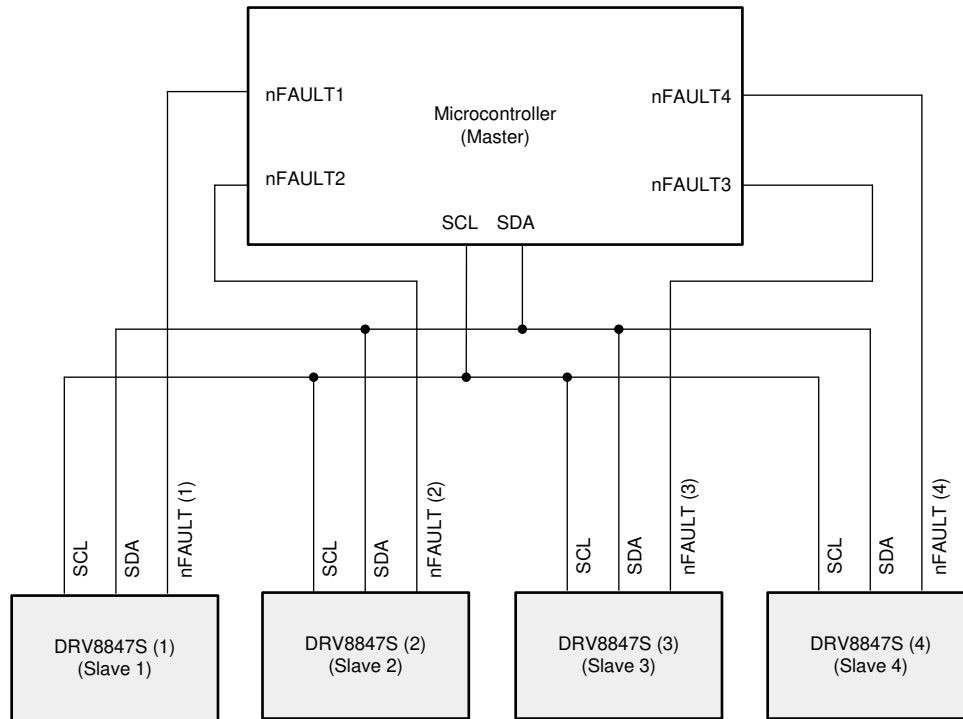 nFAULT1
nFAULT4
Microcontroller
(Master)
nFAULT2
nFAULT3
SCL
SDA
SCL
SDA
nFAULT (1)
SCL
SDA
nFAULT (2)
SCL
SDA
nFAULT (3)
SCL
SDA
nFAULT (4)
DRV8847S (1)
(Slave 1)
DRV8847S (2)
(Slave 2)
DRV8847S (3)
(Slave 3)
DRV8847S (4)
(Slave 4)